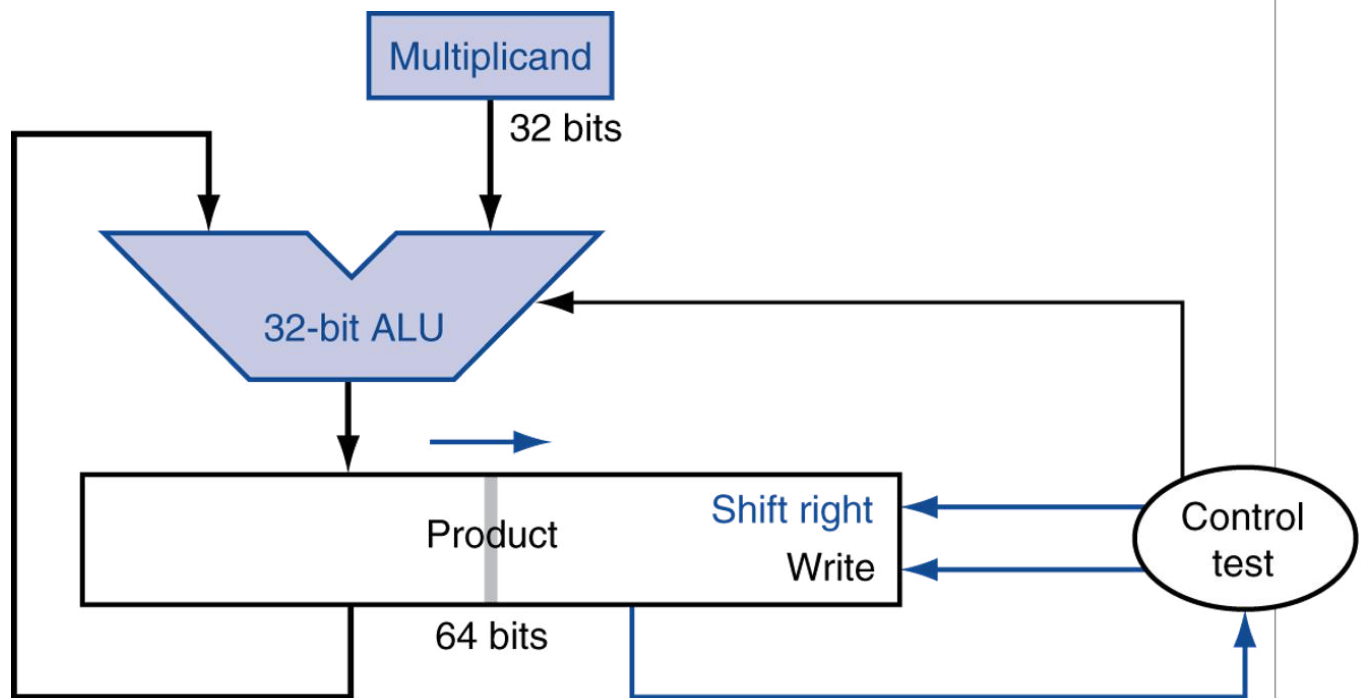 Multiplicand
32 bits
32-bit ALU
Product
Shift right
Write
64 bits
Control
test